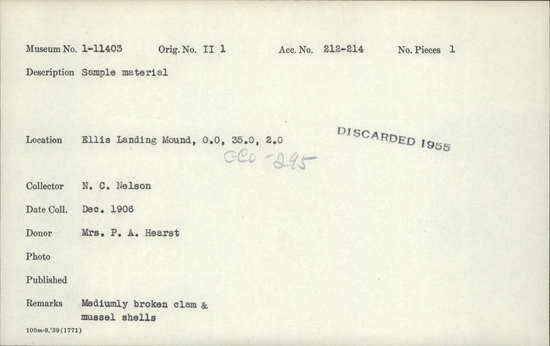 Museum No. 1-11403 Orig. No. II 1 Acc. No. 212-214 No. Pieces 1
Description Sample material
Location Ellis Landing Mound, 0.0, 35.0, 2.0
DISCARDED 1955
CCo-295
Collector N. C. Nelson
Date Coll. Dec. 1906
Donor Mrs. P. A. Hearst
Photo
Published
Remarks Mediumly broken clam &
mussel shells
100m-8,'39(1771)